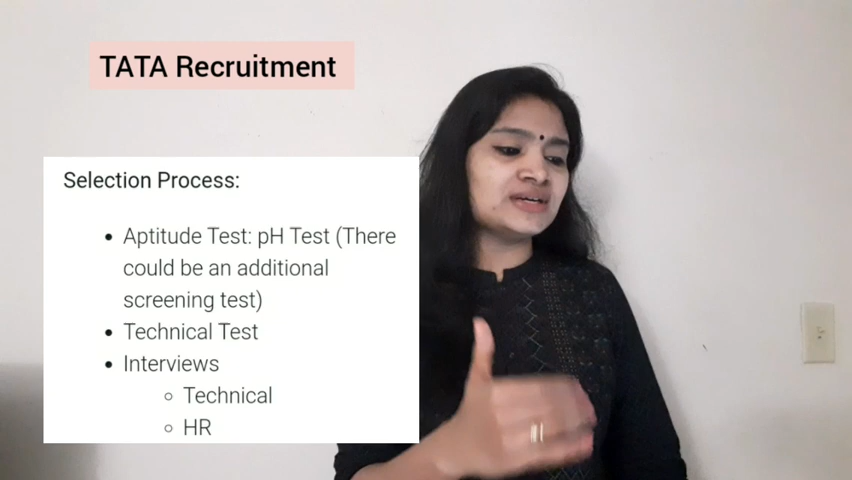 TATA Recruitment
Selection Process:
• Aptitude Test: pH Test (There
could be an additional
screening test)
• Technical Test
• Interviews
◦ Technical
◦ HR